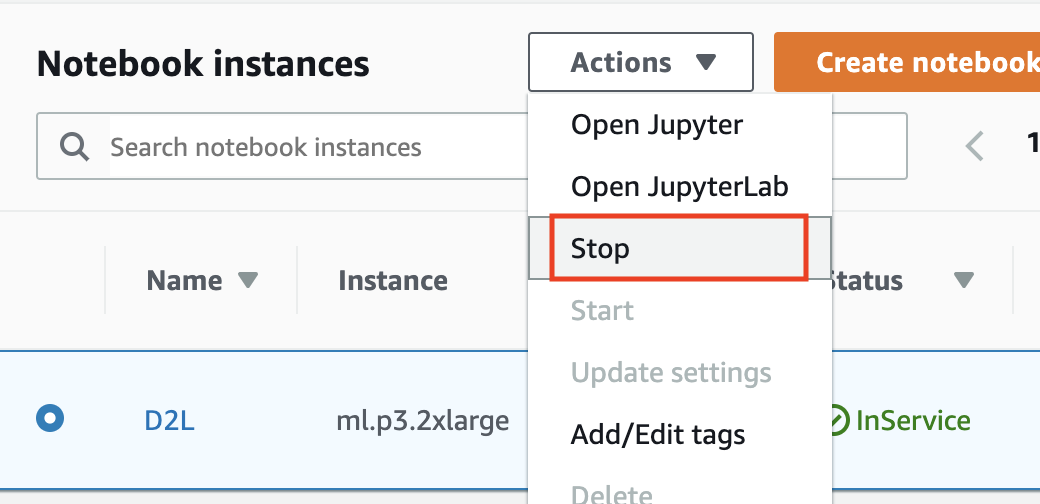 Notebook instances
Actions
Create notebook
Search notebook instances
1
Open Jupyter
Open JupyterLab
Stop
Start
Update settings
Add/Edit tags
Delete
Name
Instance
Status
D2L
ml.p3.2xlarge
InService